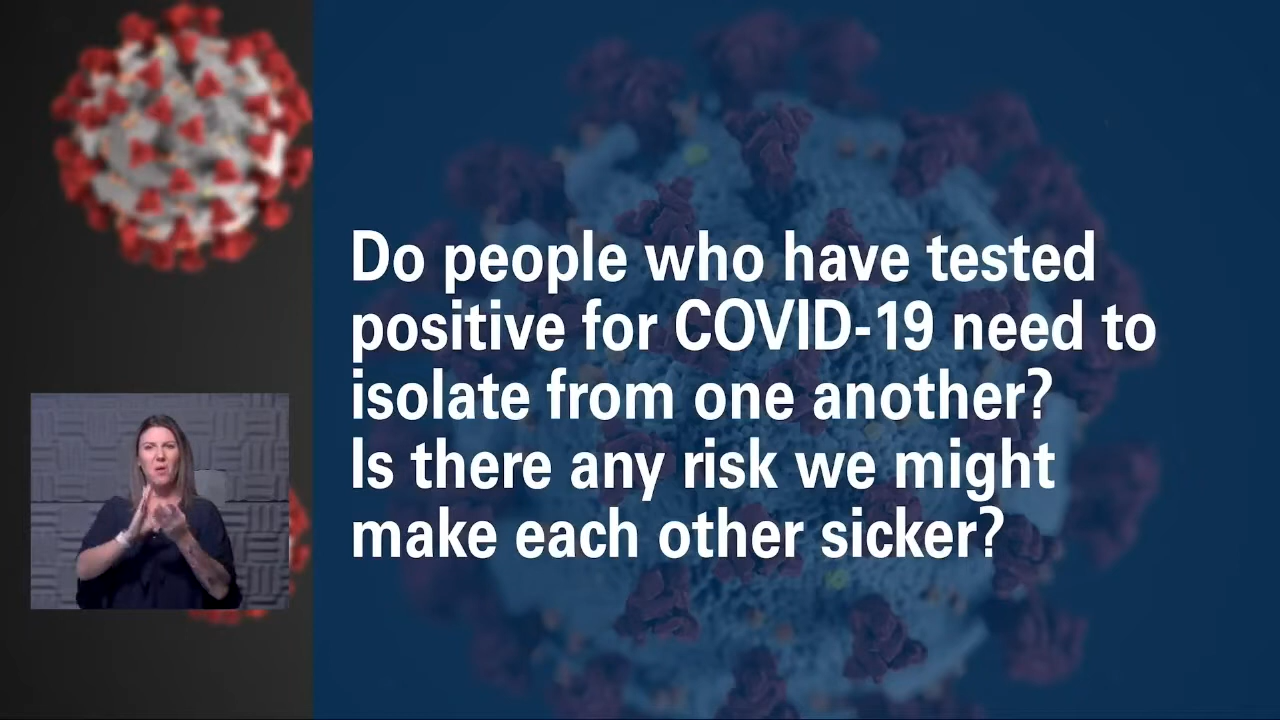 Do people who have tested
positive for COVID-19 need to
isolate from one another?
Is there any risk we might
make each other sicker?